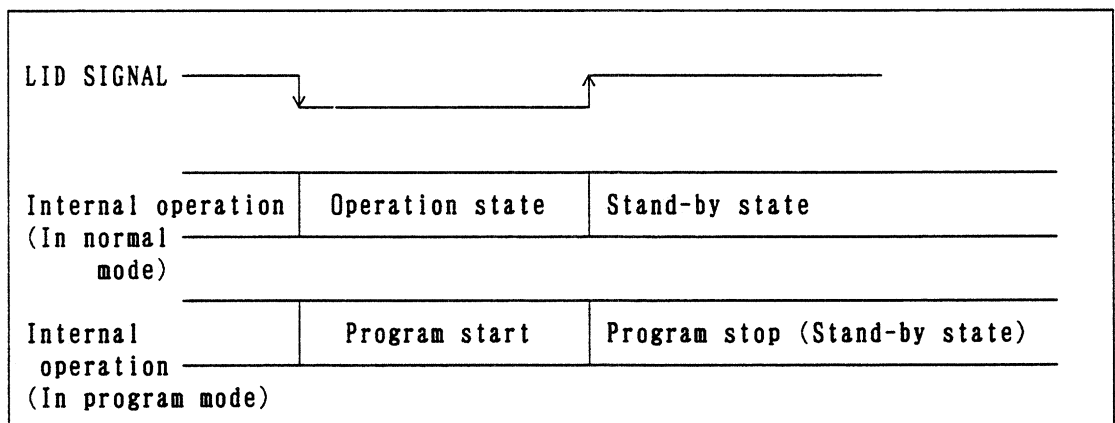 LID SIGNAL
Internal operation
(In normal
mode)
Operation state
Stand-by state
Internal
operation
(In program mode)
Program start
Program stop (Stand-by state)